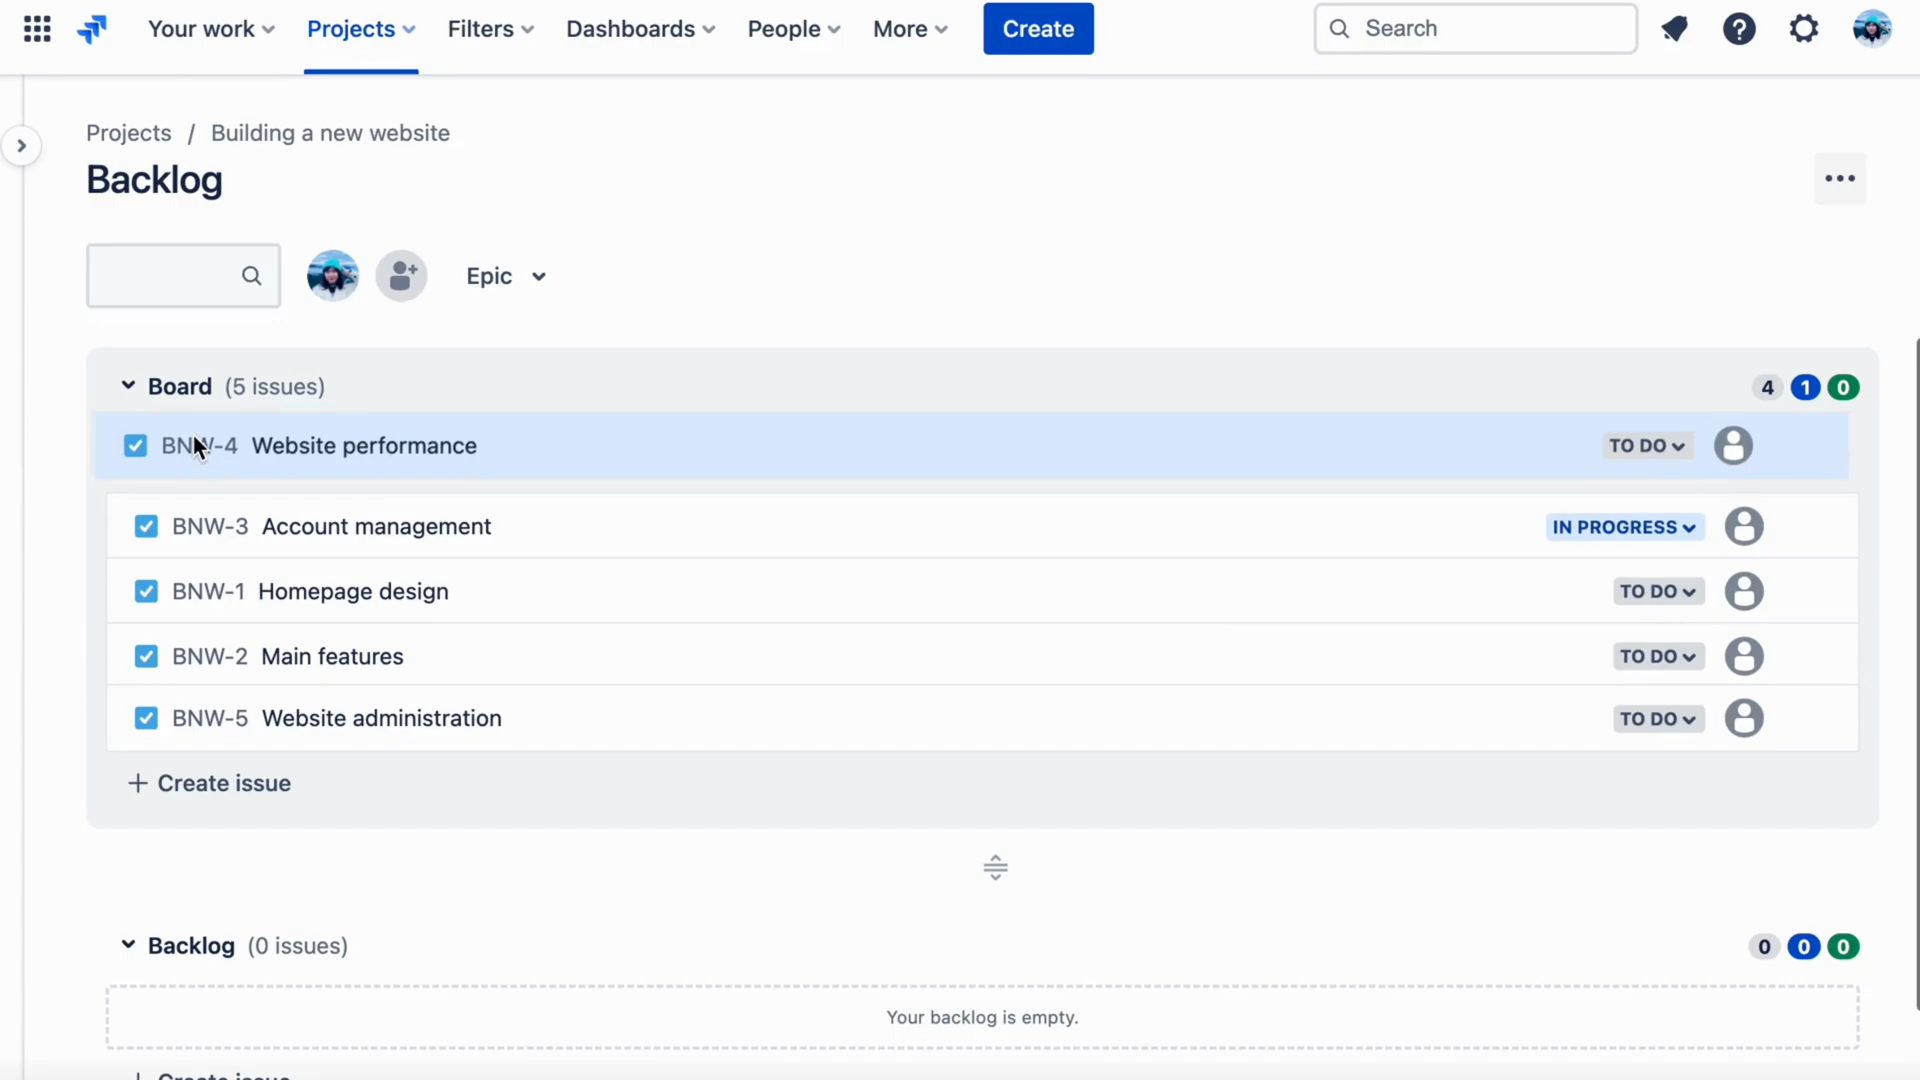 Your work Projects Filters Dashboards People More Create Search
Projects / Building a new website
Backlog
Epic
Board (5 issues) 4 1 0
BNW-4 Website performance TO DO
BNW-3 Account management IN PROGRESS
BNW-1 Homepage design TO DO
BNW-2 Main features TO DO
BNW-5 Website administration TO DO
+ Create issue
Backlog (0 issues) 0 0 0
Your backlog is empty.
Create issue